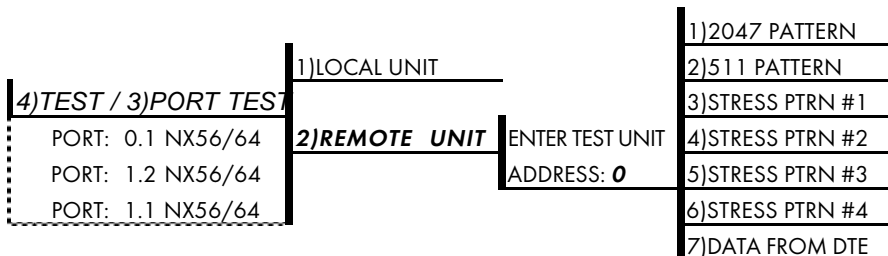 4)TEST / 3)PORT TEST
PORT: 0.1 NX56/64
PORT: 1.2 NX56/64
PORT: 1.1 NX56/64
1)LOCAL UNIT
2)REMOTE UNIT
ENTER TEST UNIT
ADDRESS: 0
1)2047 PATTERN
2)511 PATTERN
3)STRESS PTRN #1
4)STRESS PTRN #2
5)STRESS PTRN #3
6)STRESS PTRN #4
7)DATA FROM DTE